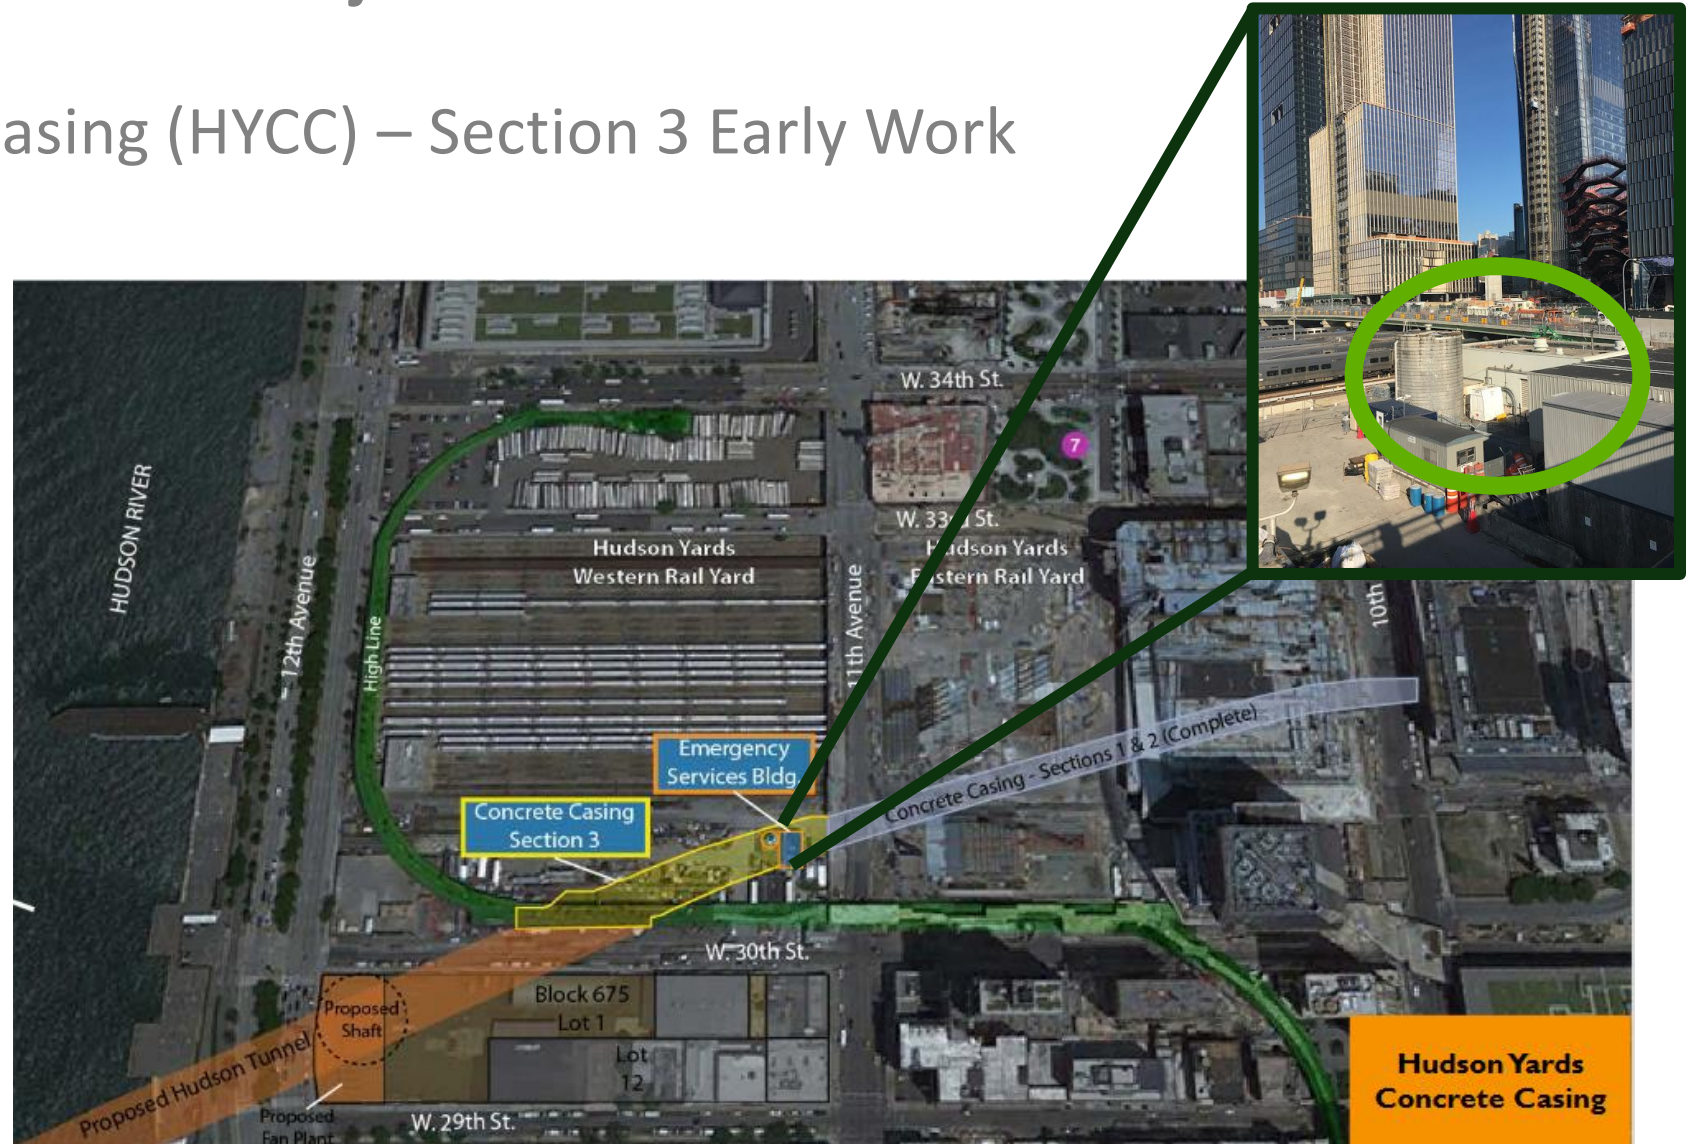 asing (HYCC) – Section 3 Early Work
W. 34th St.
7
W. 33rd St.
HUDSON RIVER
12th Avenue
High Line
Hudson Yards
Western Rail Yard
11th Avenue
Hudson Yards
Eastern Rail Yard
10th
Emergency
Services Bldg.
Concrete Casing
Section 3
Concrete Casing - Sections 1 & 2 (Complete)
W. 30th St.
Block 675
Lot 1
Lot
12
Proposed
Shaft
Proposed Hudson Tunnel
Proposed
Fan Plant
W. 29th St.
Hudson Yards
Concrete Casing